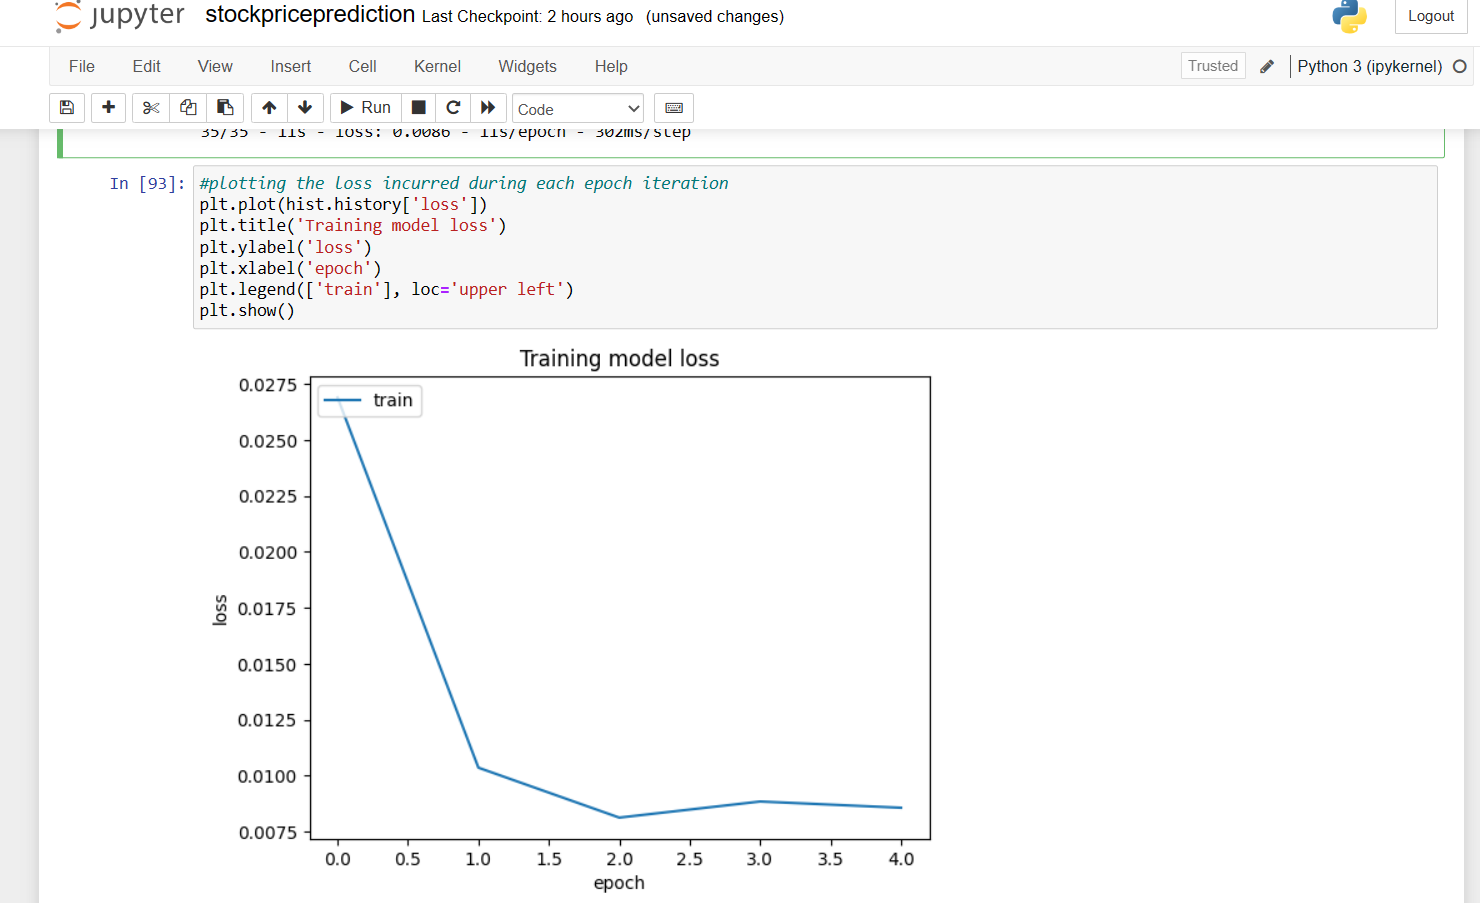 jupyter stockpriceprediction Last Checkpoint: 2 hours ago (unsaved changes) Logout
File Edit View Insert Cell Kernel Widgets Help Trusted Python 3 (ipykernel)
Run Code
35/35 - 11s - loss: 0.0086 - 11s/epoch - 302ms/step
In [93]: #plotting the loss incurred during each epoch iteration
plt.plot(hist.history['loss'])
plt.title('Training model loss')
plt.ylabel('loss')
plt.xlabel('epoch')
plt.legend(['train'], loc='upper left')
plt.show()
Training model loss
0.0275
train
0.0250
0.0225
0.0200
0.0175
loss
0.0150
0.0125
0.0100
0.0075
0.0 0.5 1.0 1.5 2.0 2.5 3.0 3.5 4.0
epoch